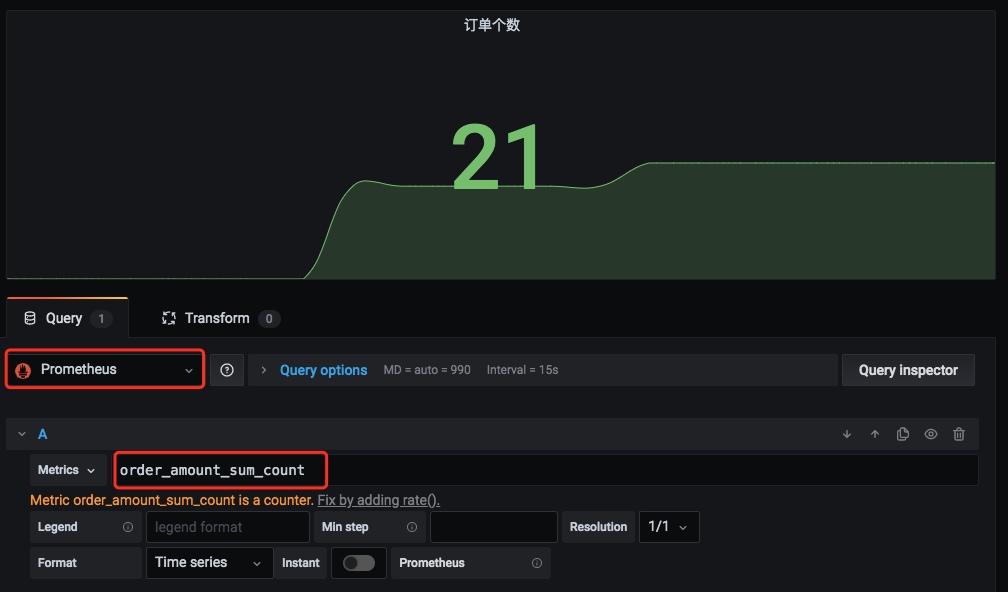 订单个数
21
Query 1 Transform 0
Prometheus Query options MD = auto = 990 Interval = 15s Query inspector
A
Metrics order_amount_sum_count
Metric order_amount_sum_count is a counter. Fix by adding rate().
Legend legend format Min step Resolution 1/1
Format Time series Instant Prometheus